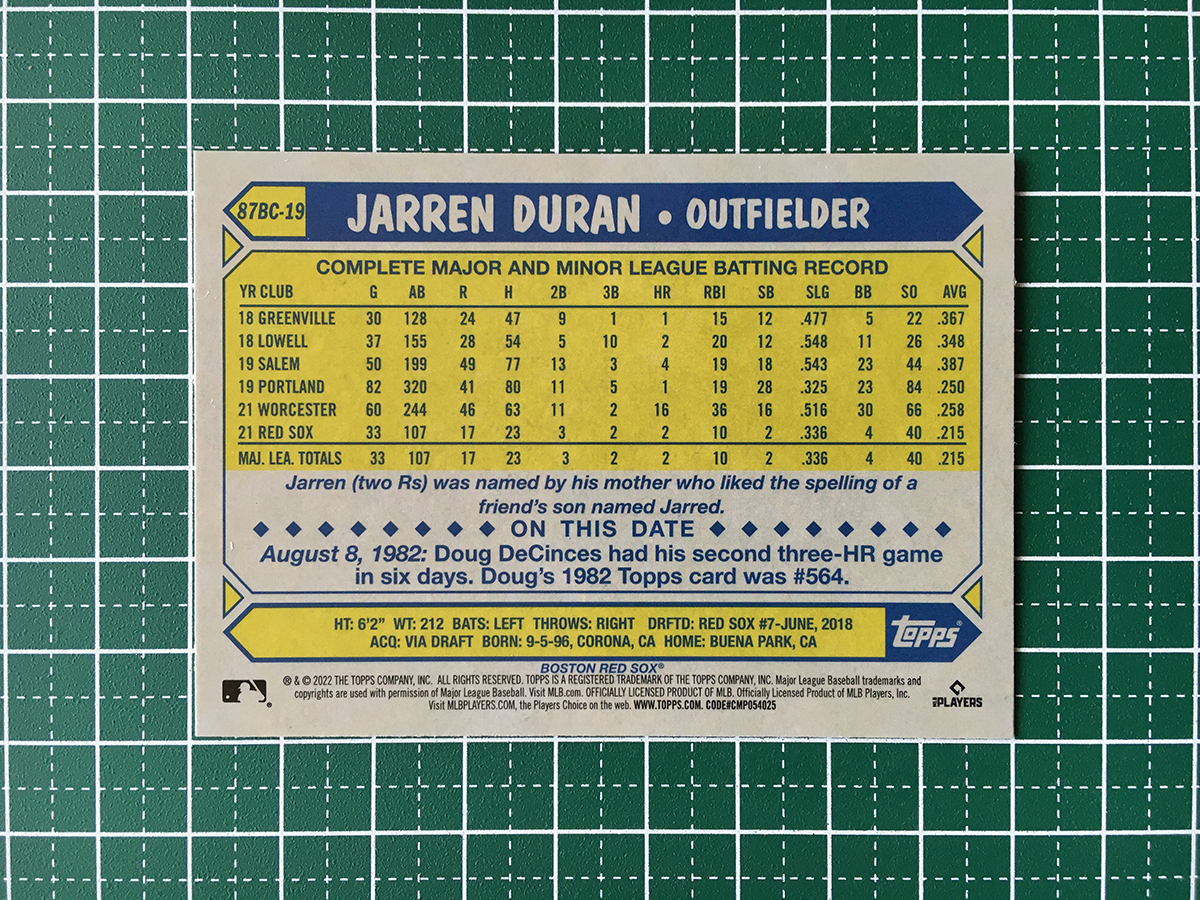 87BC-19 JARREN DURAN • OUTFIELDER
COMPLETE MAJOR AND MINOR LEAGUE BATTING RECORD
YR CLUB G AB R H 2B 3B HR RBI SB SLG BB SO AVG
18 GREENVILLE 30 128 24 47 9 1 1 15 12 .477 5 22 .367
18 LOWELL 37 155 28 54 5 10 2 20 12 .548 11 26 .348
19 SALEM 50 199 49 77 13 3 4 19 18 .543 23 44 .387
19 PORTLAND 82 320 41 80 11 5 1 19 28 .325 23 84 .250
21 WORCESTER 60 244 46 63 11 2 16 36 16 .516 30 66 .258
21 RED SOX 33 107 17 23 3 2 2 10 2 .336 4 40 .215
MAJ. LEA. TOTALS 33 107 17 23 3 2 2 10 2 .336 4 40 .215
Jarren (two Rs) was named by his mother who liked the spelling of a
friend's son named Jarred.
◆ ◆ ◆ ◆ ◆ ◆ ◆ ◆ ON THIS DATE ◆ ◆ ◆ ◆ ◆ ◆ ◆ ◆
August 8, 1982: Doug DeCinces had his second three-HR game
in six days. Doug's 1982 Topps card was #564.
HT: 6'2" WT: 212 BATS: LEFT THROWS: RIGHT DRFTD: RED SOX #7-JUNE, 2018
ACQ: VIA DRAFT BORN: 9-5-96, CORONA, CA HOME: BUENA PARK, CA
topps®
BOSTON RED SOX®
® & © 2022 THE TOPPS COMPANY, INC. ALL RIGHTS RESERVED. TOPPS IS A REGISTERED TRADEMARK OF THE TOPPS COMPANY, INC. Major League Baseball trademarks and
copyrights are used with permission of Major League Baseball. Visit MLB.com. OFFICIALLY LICENSED PRODUCT OF MLB. Officially Licensed Product of MLB Players, Inc.
Visit MLBPLAYERS.COM, the Players Choice on the web. WWW.TOPPS.COM. CODE#CMP054025
MLB PLAYERS